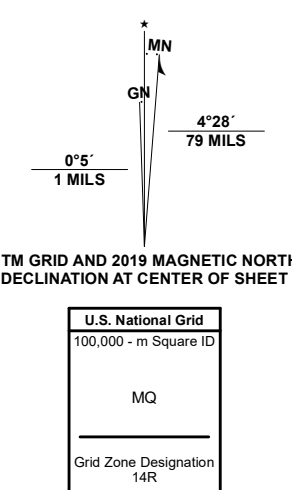 ★
MN
GN
4°28´
79 MILS
0°5´
1 MILS
TM GRID AND 2019 MAGNETIC NORTH
DECLINATION AT CENTER OF SHEET
U.S. National Grid
100,000 - m Square ID
MQ
Grid Zone Designation
14R